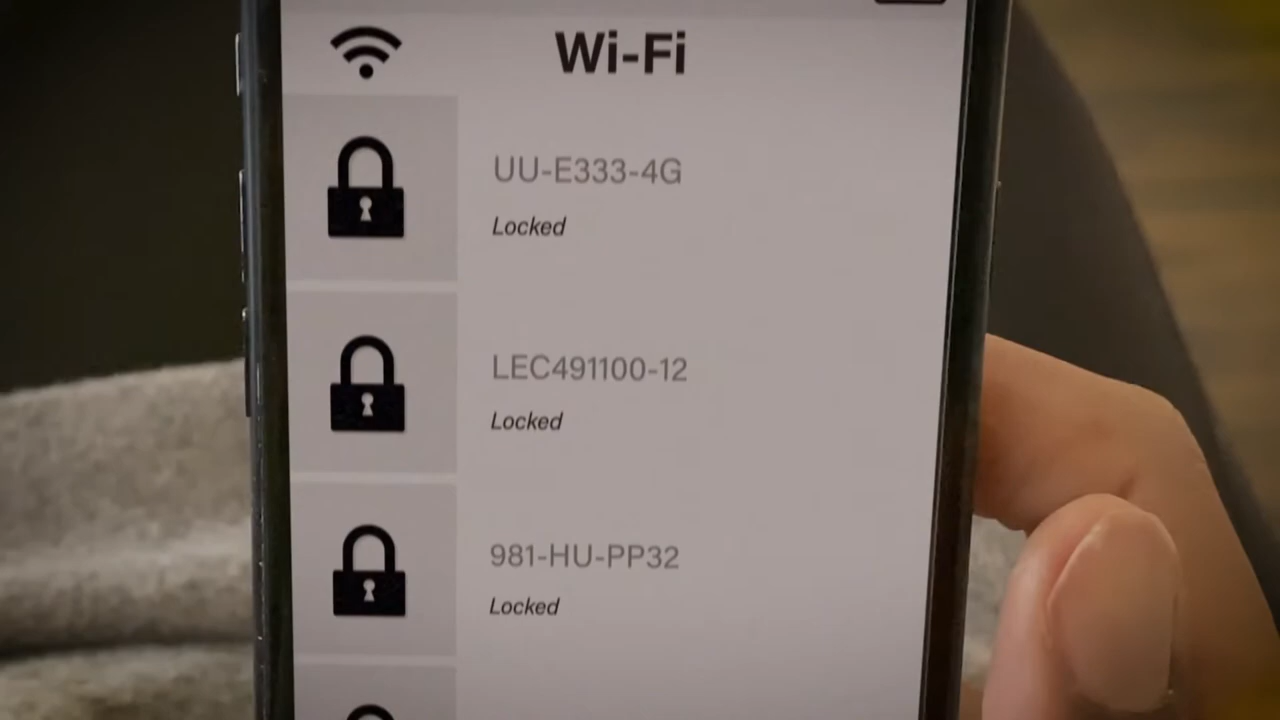 Wi-Fi
UU-E333-4G
Locked
LEC491100-12
Locked
981-HU-PP32
Locked